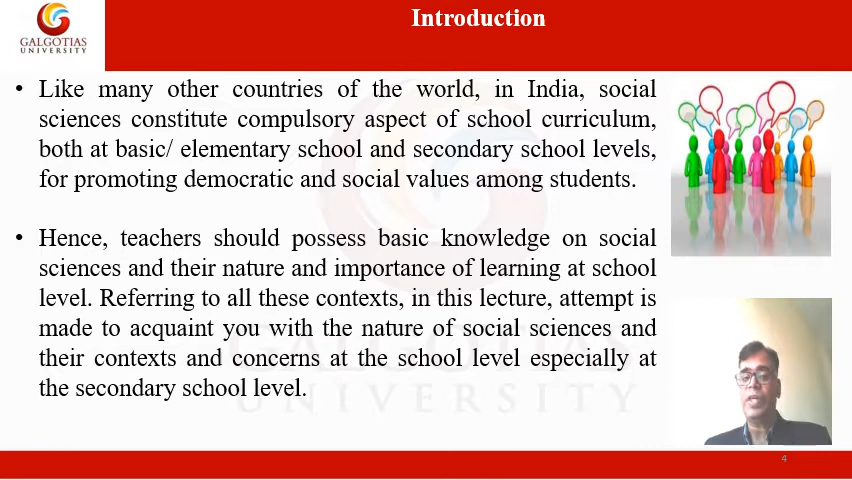 Introduction
GALGOTIAS
UNIVERSITY
• Like many other countries of the world, in India, social
sciences constitute compulsory aspect of school curriculum,
both at basic/ elementary school and secondary school levels,
for promoting democratic and social values among students.
• Hence, teachers should possess basic knowledge on social
sciences and their nature and importance of learning at school
level. Referring to all these contexts, in this lecture, attempt is
made to acquaint you with the nature of social sciences and
their contexts and concerns at the school level especially at
the secondary school level.
GALGOTIAS
UNIVERSITY
4